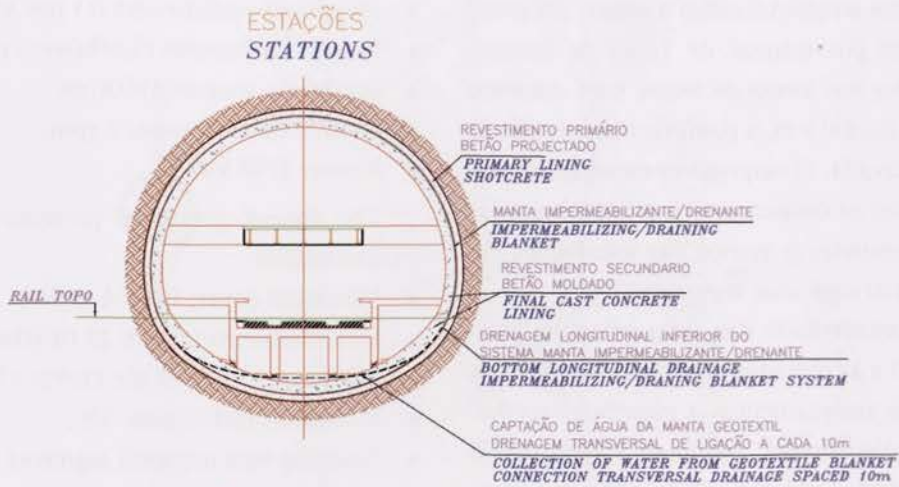 ESTAÇÕES
STATIONS
REVESTIMENTO PRIMÁRIO
BETÃO PROJECTADO
PRIMARY LINING
SHOTCRETE
MANTA IMPERMEABILIZANTE/DRENANTE
IMPERMEABILIZING/DRAINING
BLANKET
REVESTIMENTO SECUNDARIO
BETÃO MOLDADO
FINAL CAST CONCRETE
LINING
RAIL TOPO
DRENAGEM LONGITUDINAL INFERIOR DO
SISTEMA MANTA IMPERMEABILIZANTE/DRENANTE
BOTTOM LONGITUDINAL DRAINAGE
IMPERMEABILIZING/DRANING BLANKET SYSTEM
CAPTAÇÃO DE ÁGUA DA MANTA GEOTEXTIL
DRENAGEM TRANSVERSAL DE LIGAÇÃO A CADA 10m
COLLECTION OF WATER FROM GEOTEXTILE BLANKET
CONNECTION TRANSVERSAL DRAINAGE SPACED 10m